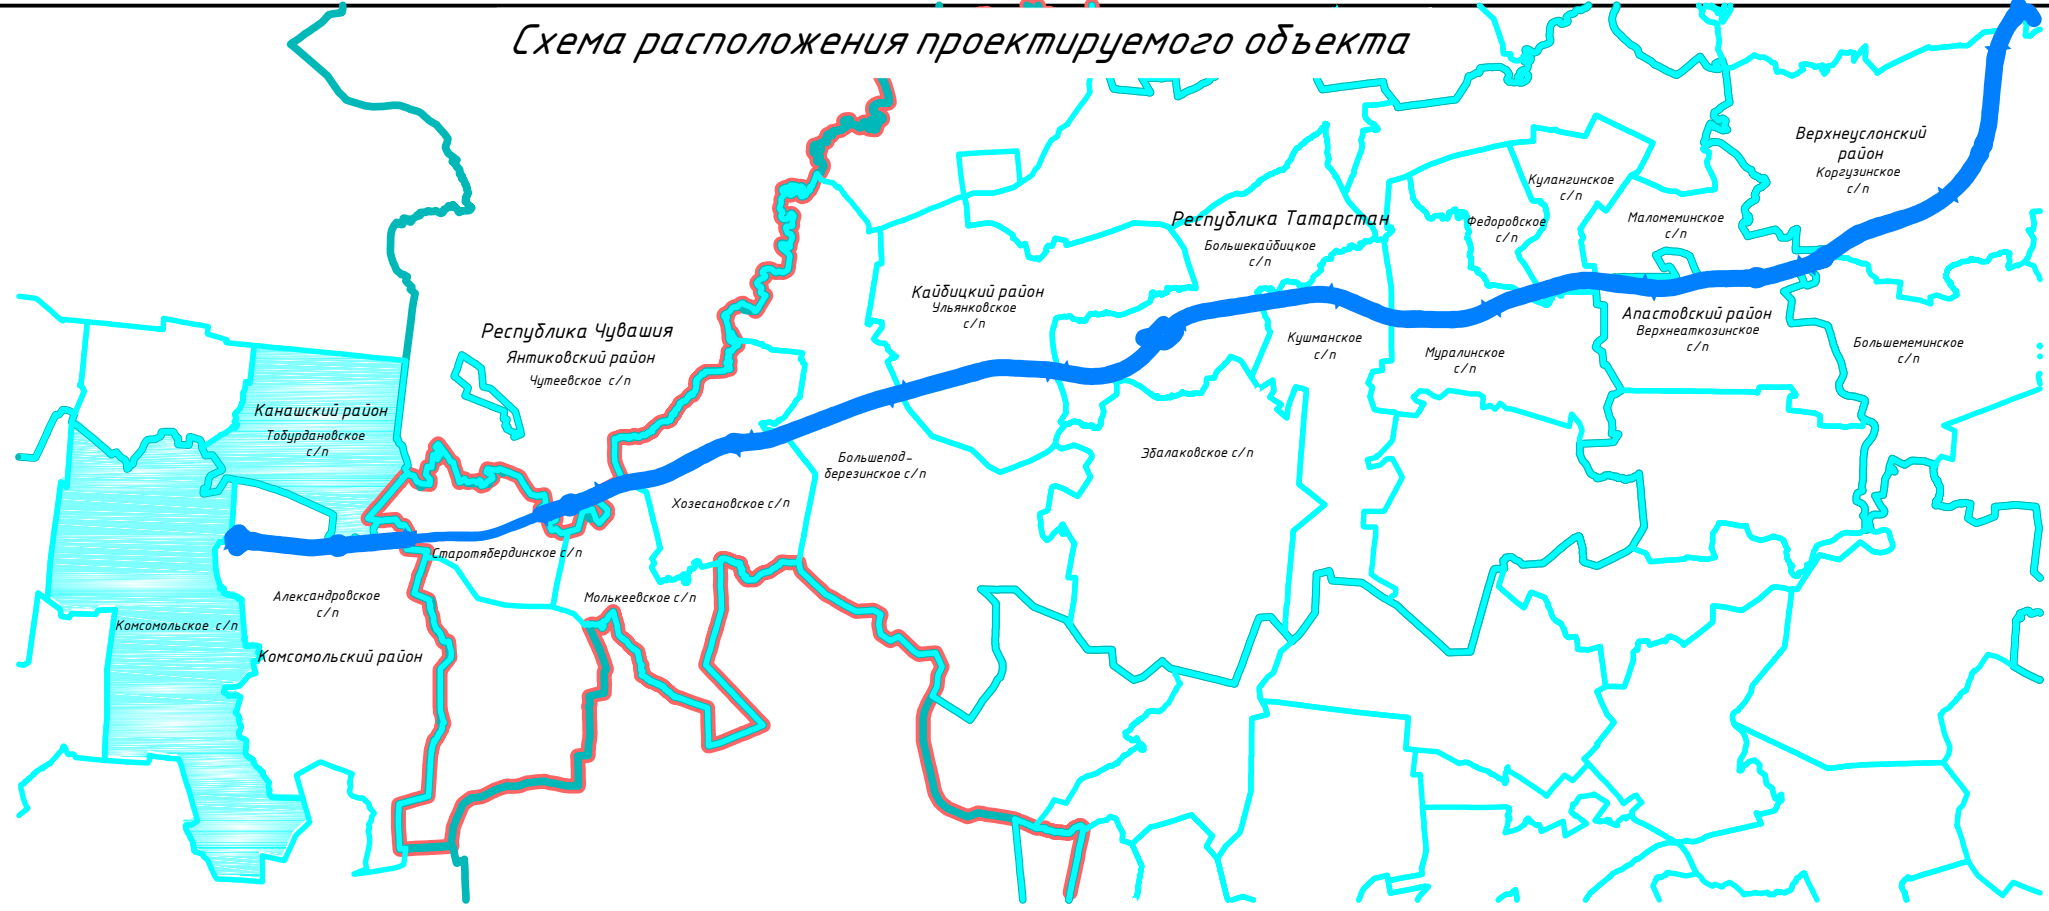 Схема расположения проектируемого объекта
Верхнеуслонский
район
Коргузинское
с/п
Кулангинское
с/п
Федоровское
с/п
Маломеминское
с/п
Республика Татарстан
Большекайбицкое
с/п
Кайбицкий район
Ульянковское
с/п
Апастовский район
Верхнеаткозинское
с/п
Большемеминское
с/п
Кушманское
с/п
Муралинское
с/п
Республика Чувашия
Янтиковский район
Чутеевское с/п
Канашский район
Тобурдановское
с/п
Большепод-
березинское с/п
Эбалаковское с/п
Хозесановское с/п
Старотябердинское с/п
Молькеевское с/п
Александровское
с/п
Комсомольское с/п
Комсомольский район